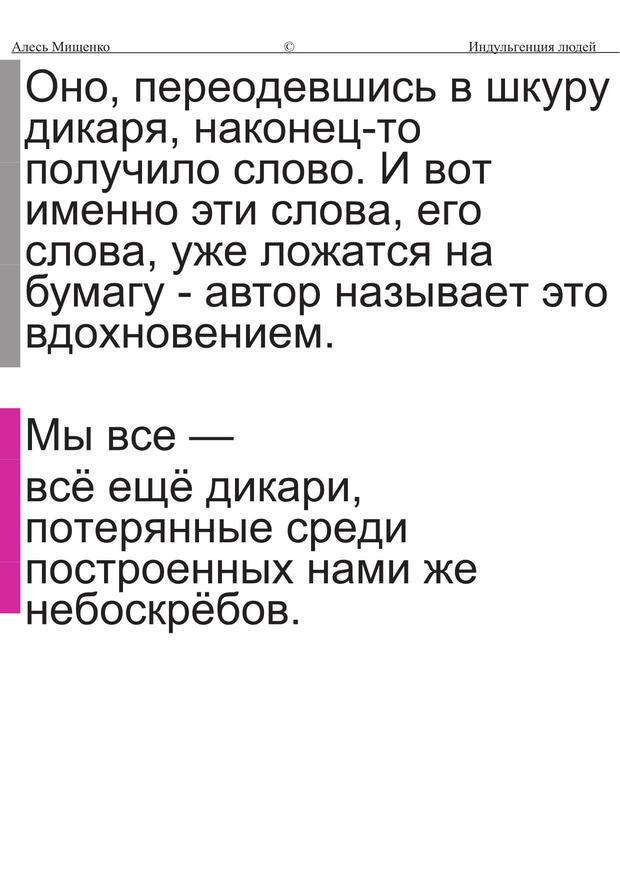 Алесь Мищенко © Индульгенция людей
Оно, переодевшись в шкуру
дикаря, наконец-то
получило слово. И вот
именно эти слова, его
слова, уже ложатся на
бумагу - автор называет это
вдохновением.
Мы все —
всё ещё дикари,
потерянные среди
построенных нами же
небоскрёбов.